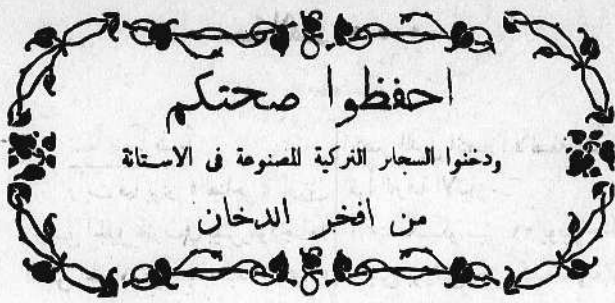 احفظوا صحتكم
ودخنوا السجاير التركية المصنوعة فى الاستانة
من افخر الدخان